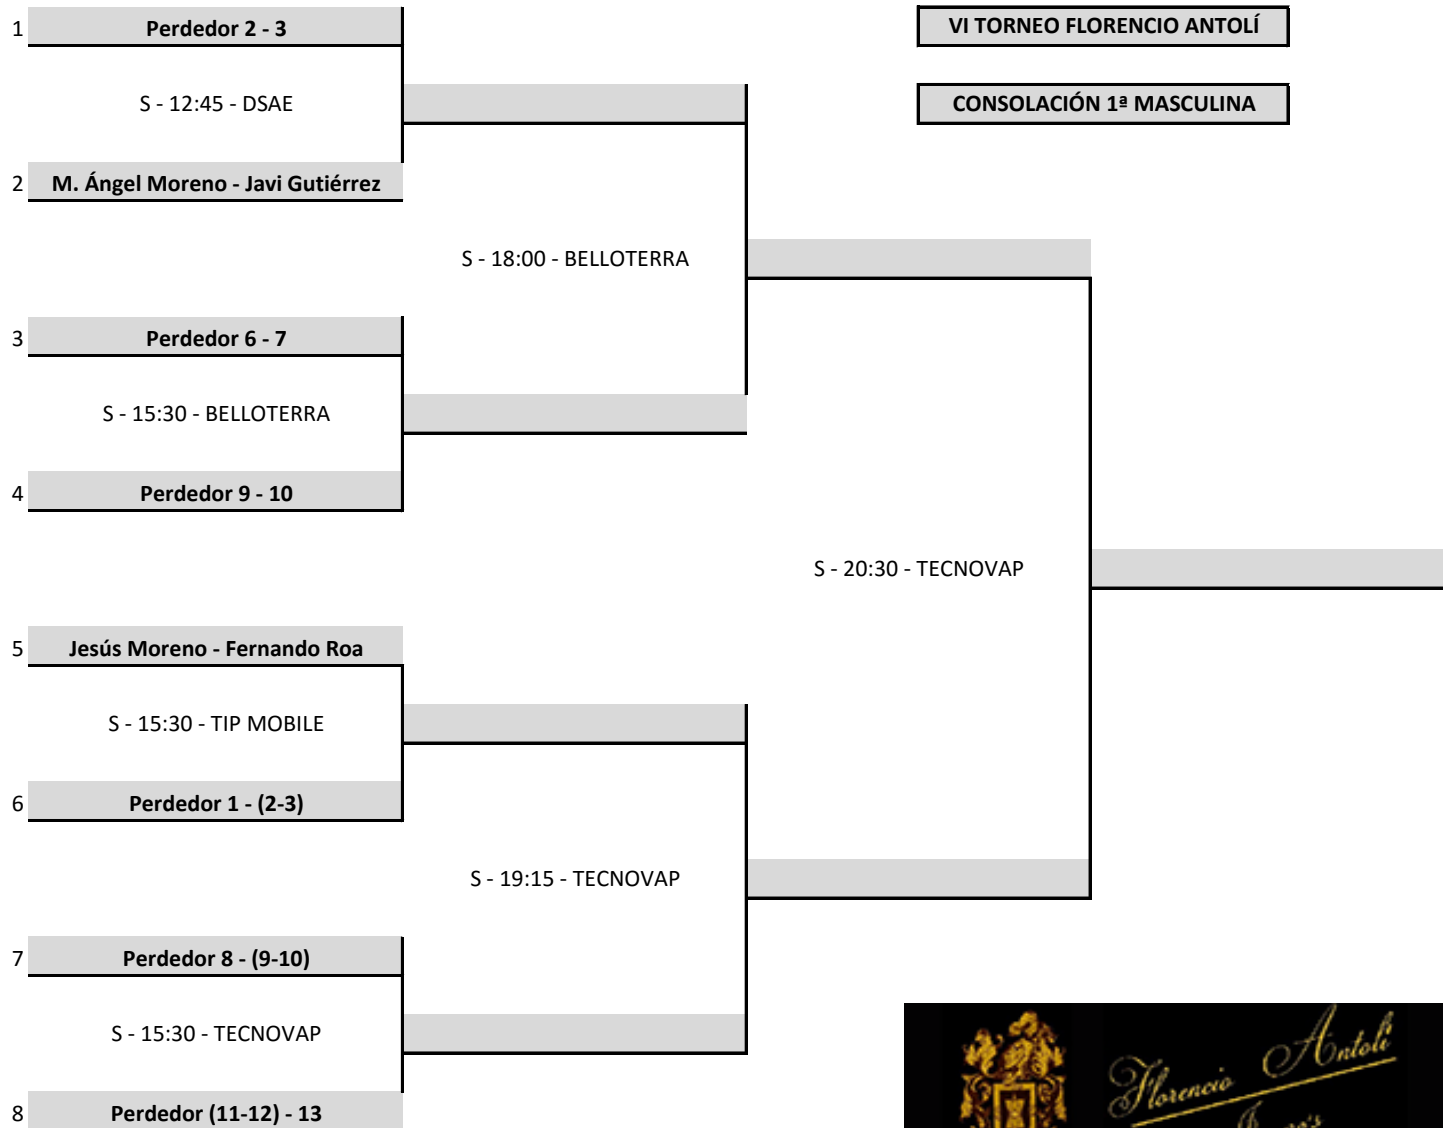 VI TORNEO FLORENCIO ANTOLÍ
CONSOLACIÓN 1ª MASCULINA
1 Perdedor 2 - 3
S - 12:45 - DSAE
2 M. Ángel Moreno - Javi Gutiérrez
S - 18:00 - BELLOTERRA
3 Perdedor 6 - 7
S - 15:30 - BELLOTERRA
4 Perdedor 9 - 10
S - 20:30 - TECNOVAP
5 Jesús Moreno - Fernando Roa
S - 15:30 - TIP MOBILE
6 Perdedor 1 - (2-3)
S - 19:15 - TECNOVAP
7 Perdedor 8 - (9-10)
S - 15:30 - TECNOVAP
8 Perdedor (11-12) - 13
Florencio Antolí